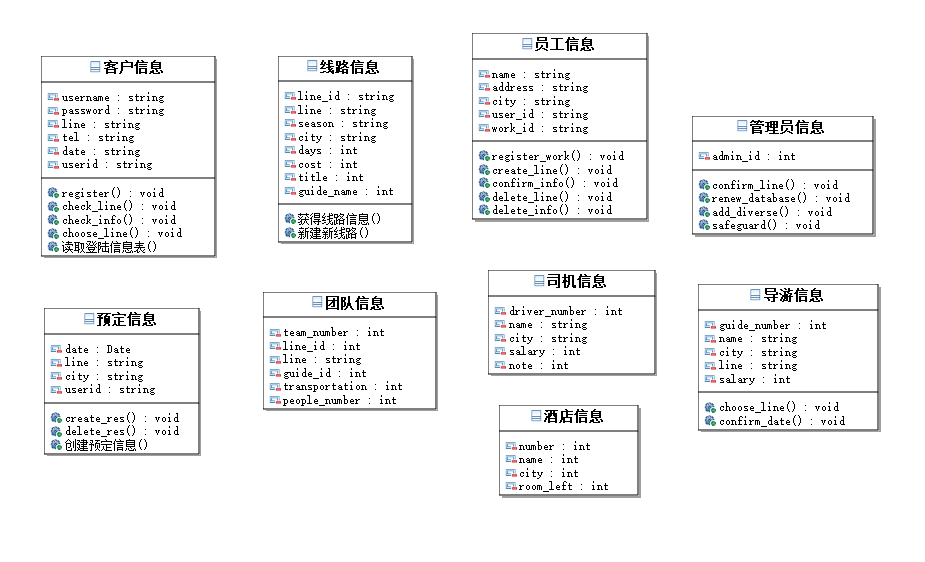 客户信息
username : string
password : string
line : string
tel : string
date : string
userid : string
register() : void
check_line() : void
check_info() : void
choose_line() : void
读取登陆信息表()
线路信息
line_id : string
line : string
season : string
city : string
days : int
cost : int
title : int
guide_name : int
获得线路信息()
新建新线路()
员工信息
name : string
address : string
city : string
user_id : string
work_id : string
register_work() : void
create_line() : void
confirm_info() : void
delete_line() : void
delete_info() : void
管理员信息
admin_id : int
confirm_line() : void
renew_database() : void
add_diverse() : void
safeguard() : void
预定信息
date : Date
line : string
city : string
userid : string
create_res() : void
delete_res() : void
创建预定信息()
团队信息
team_number : int
line_id : int
line : string
guide_id : int
transportation : int
people_number : int
司机信息
driver_number : int
name : string
city : string
salary : int
note : int
导游信息
guide_number : int
name : string
city : string
line : string
salary : int
choose_line() : void
confirm_date() : void
酒店信息
number : int
name : int
city : int
room_left : int